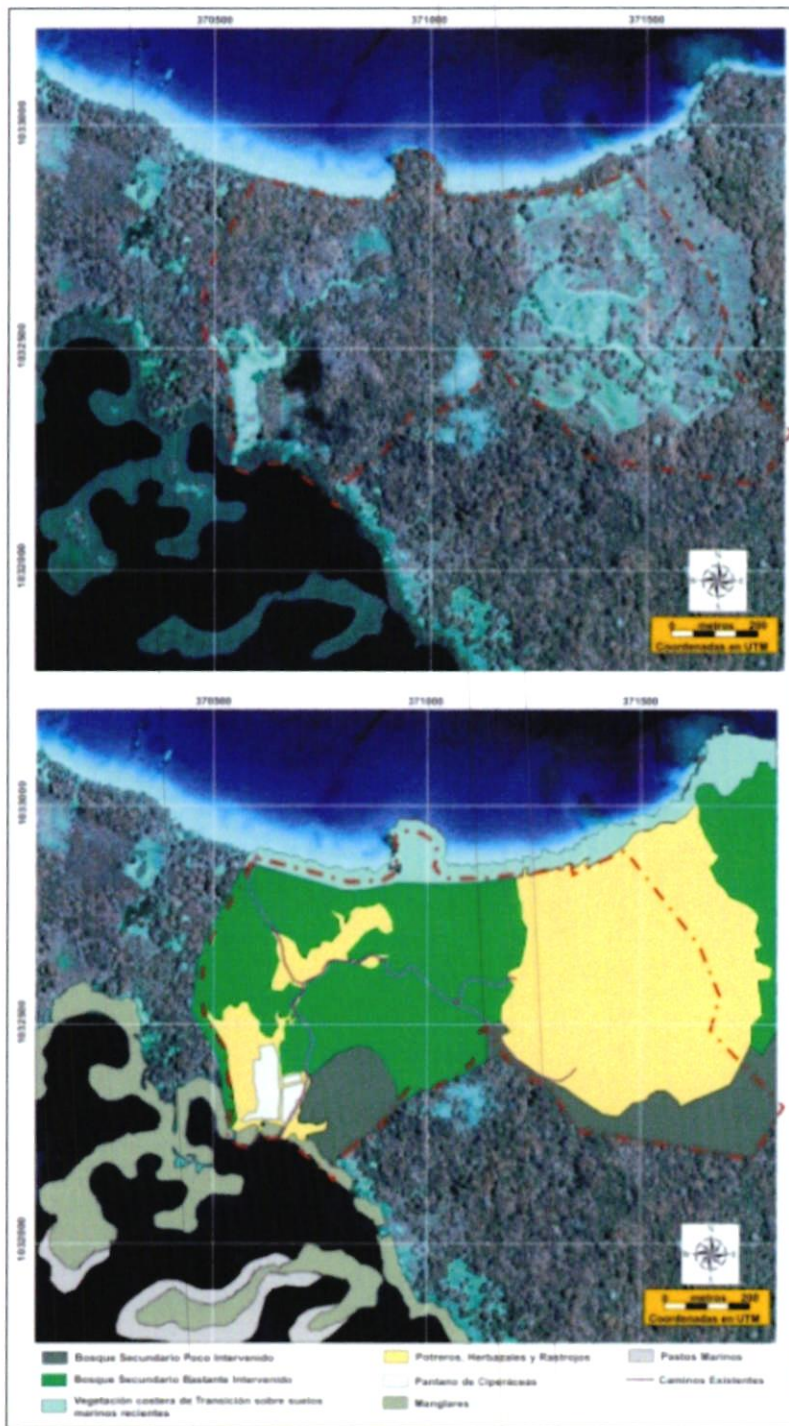 370500 371000 371500
1033000
1032500
1032000
0 metros 200
Coordenadas en UTM
370500 371000 371500
1033000
1032500
1032000
0 metros 200
Coordenadas en UTM
Bosque Secundario Poco Intervenido
Potreros, Herbazales y Rastrojos
Pastos Marinos
Bosque Secundario Bastante Intervenido
Pantano de Ciperáceas
Caminos Existentes
Vegetación costera de Transición sobre suelos
marinos recientes
Manglares